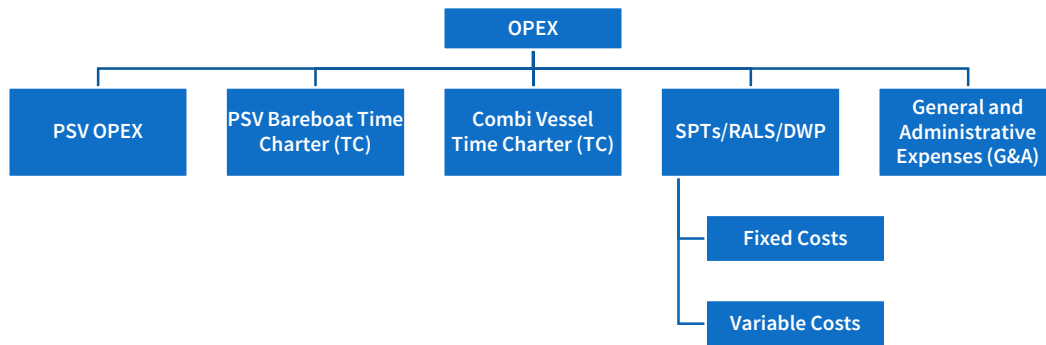 OPEX
PSV OPEX
PSV Bareboat Time
Charter (TC)
Combi Vessel
Time Charter (TC)
SPTs/RALS/DWP
General and
Administrative
Expenses (G&A)
Fixed Costs
Variable Costs